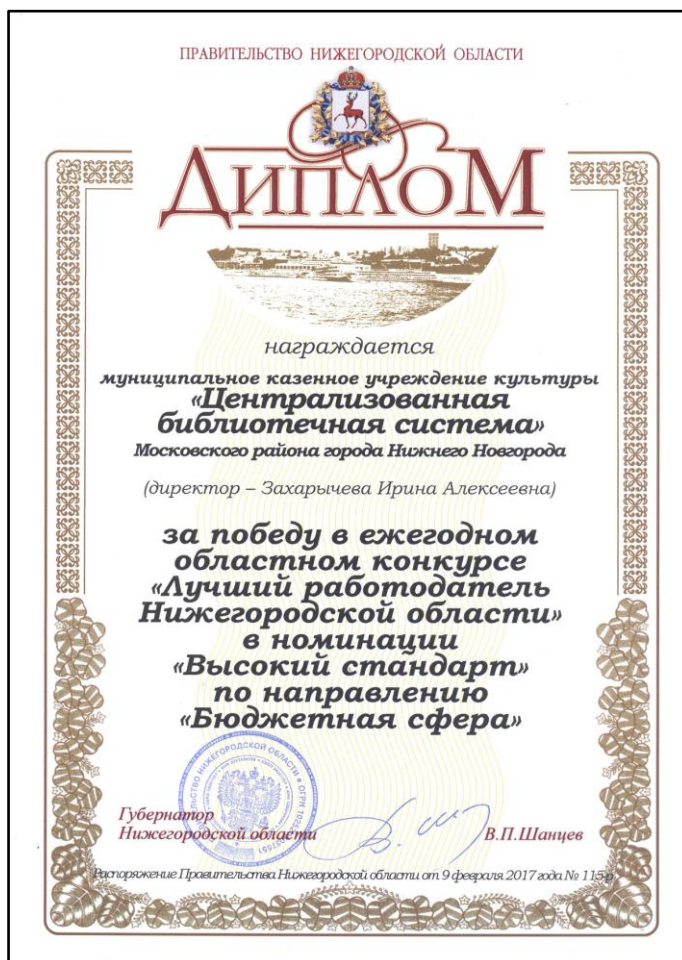 ПРАВИТЕЛЬСТВО НИЖЕГОРОДСКОЙ ОБЛАСТИ
ДИПЛОМ
награждается
муниципальное казенное учреждение культуры
«Централизованная
библиотечная система»
Московского района города Нижнего Новгорода
(директор – Захарычева Ирина Алексеевна)
за победу в ежегодном
областном конкурсе
«Лучший работодатель
Нижегородской области»
в номинации
«Высокий стандарт»
по направлению
«Бюджетная сфера»
Губернатор
Нижегородской области
В.П.Шанцев
Распоряжение Правительства Нижегородской области от 9 февраля 2017 года № 115-р